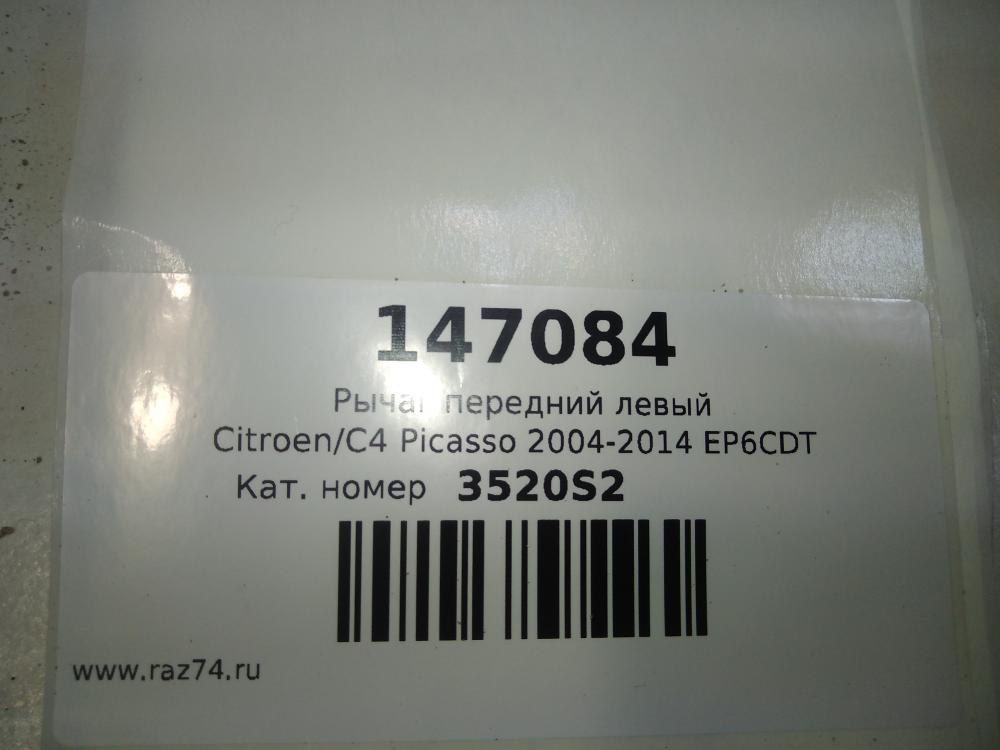 147084
Рычаг передний левый
Citroen/C4 Picasso 2004-2014 EP6CDT
Кат. номер 3520S2
www.raz74.ru